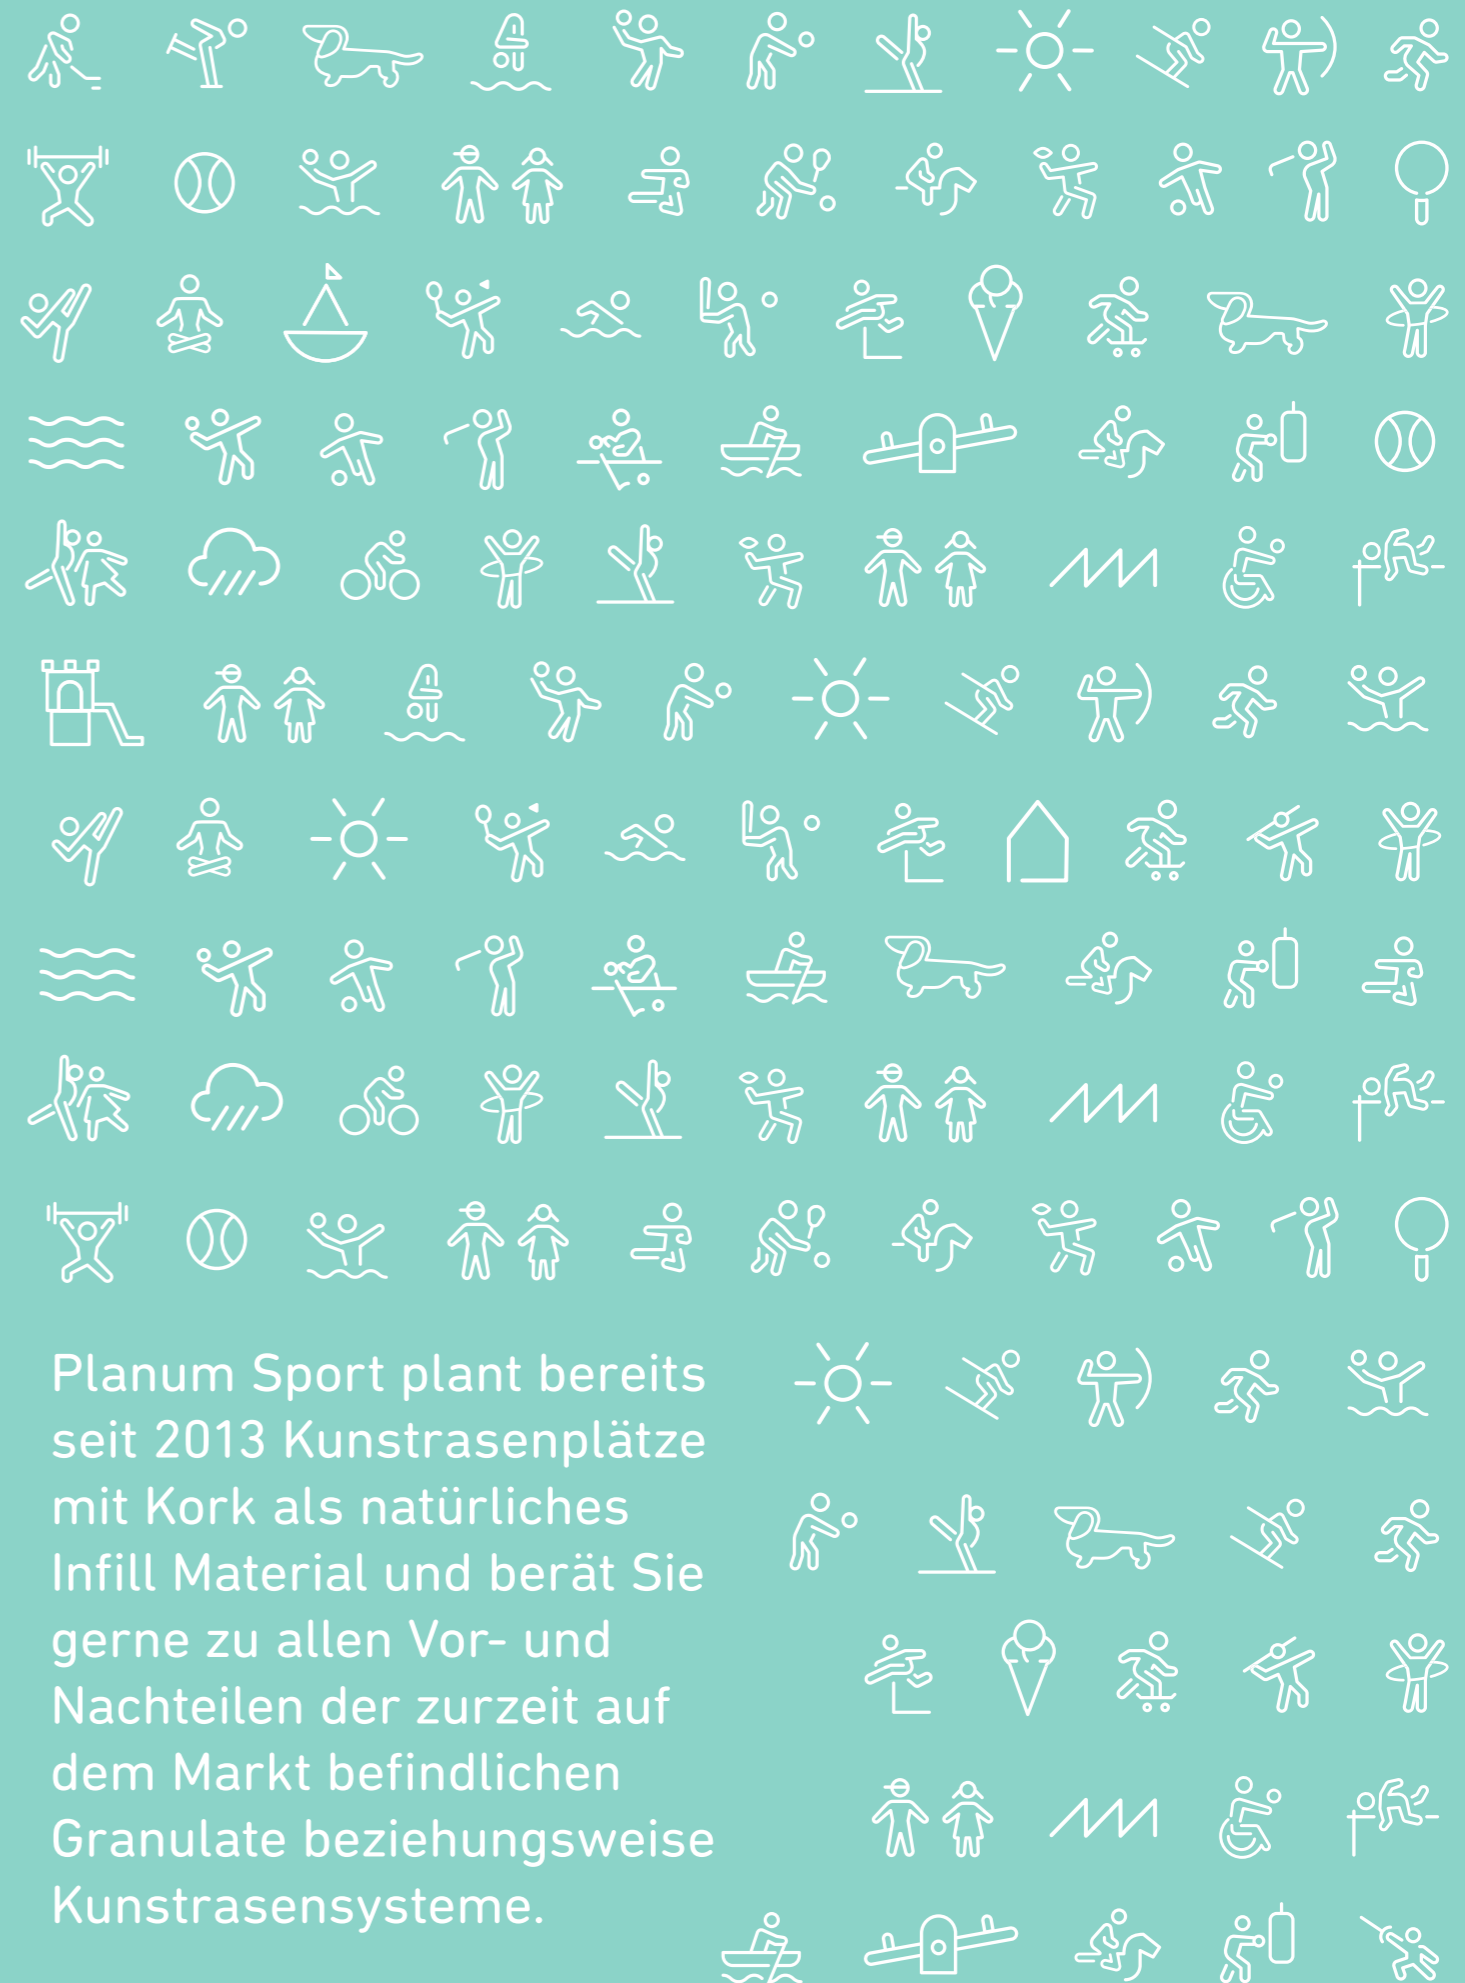 Planum Sport plant bereits
seit 2013 Kunstrasenplätze
mit Kork als natürliches
Infill Material und berät Sie
gerne zu allen Vor- und
Nachteilen der zurzeit auf
dem Markt befindlichen
Granulate beziehungsweise
Kunstrasensysteme.